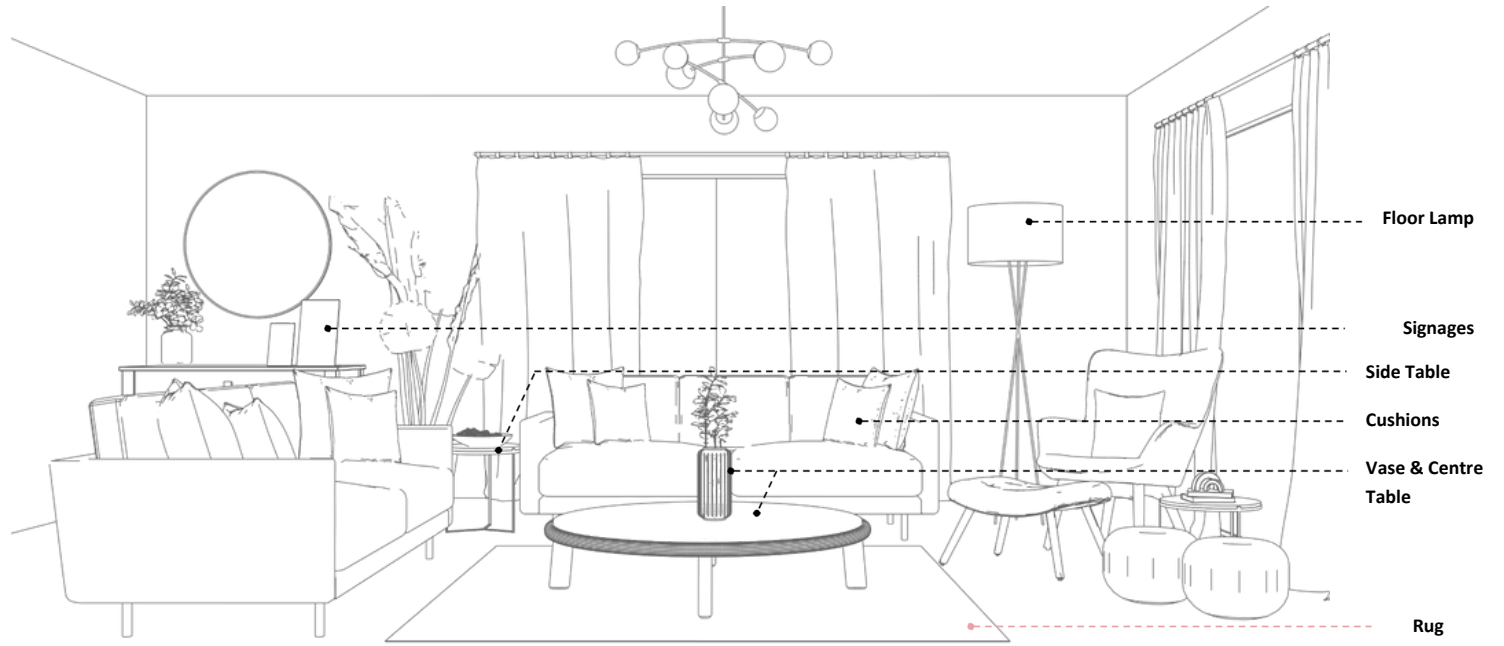 Floor Lamp
Signages
Side Table
Cushions
Vase & Centre
Table
Rug